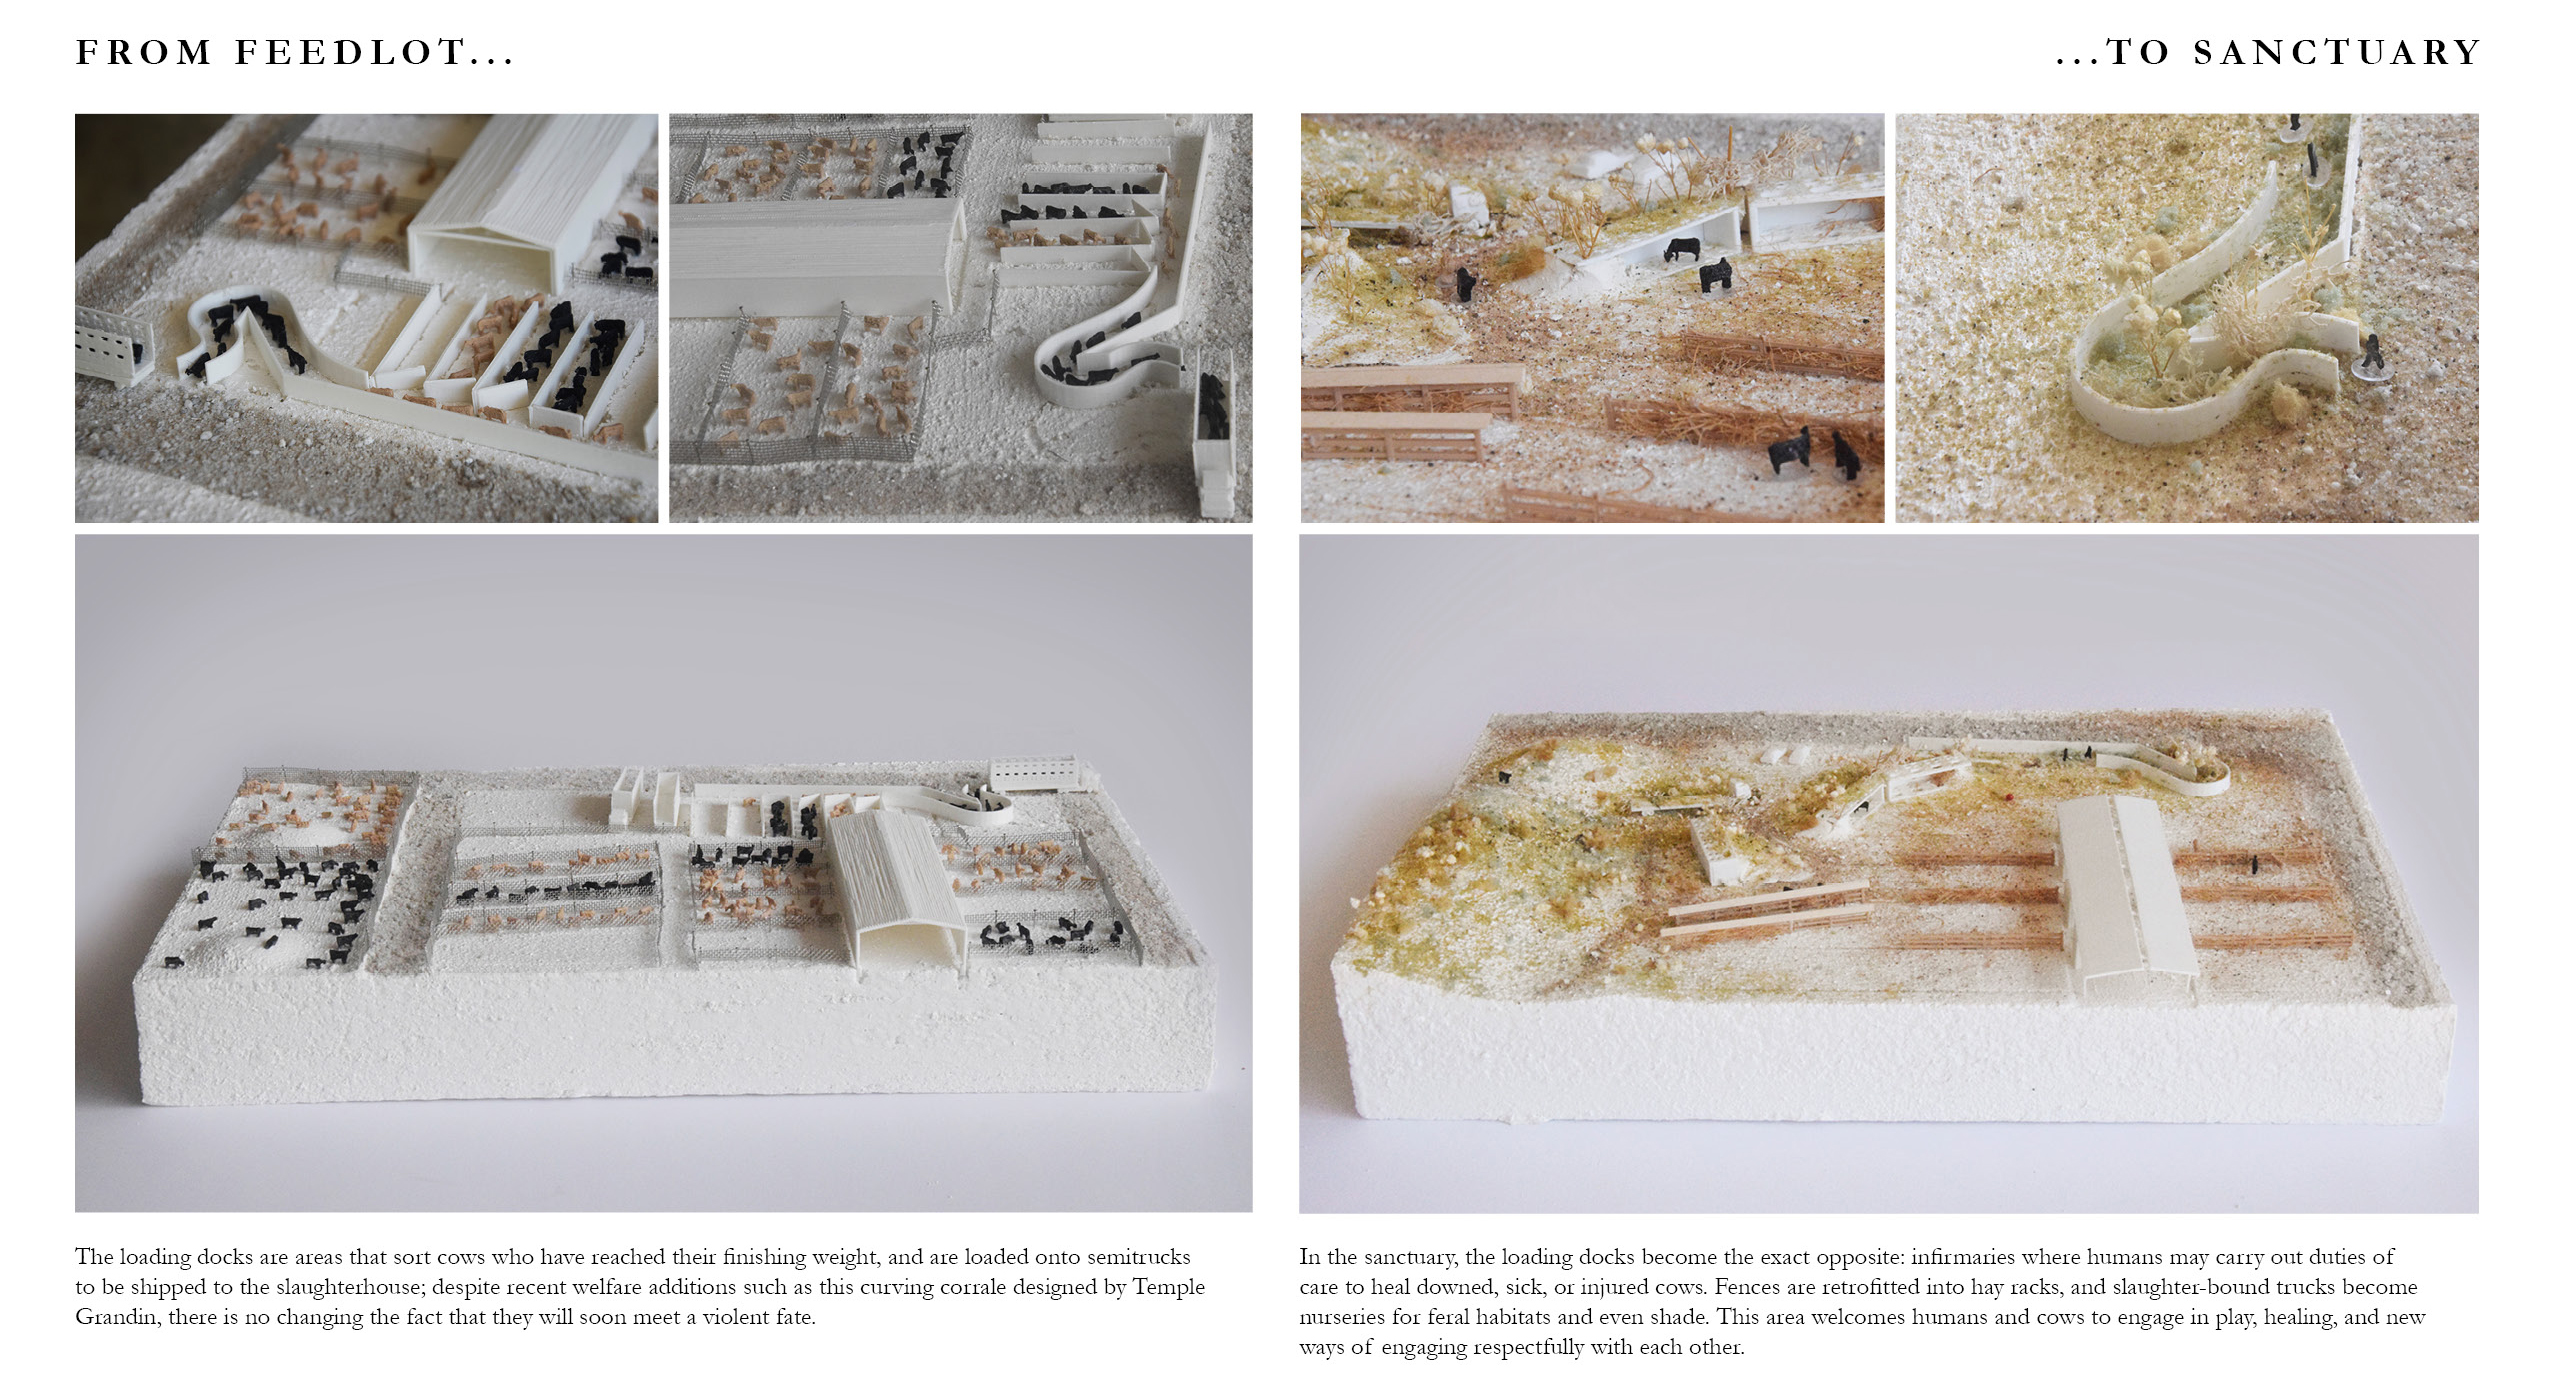 FROM FEEDLOT...
...TO SANCTUARY
The loading docks are areas that sort cows who have reached their finishing weight, and are loaded onto semitrucks
to be shipped to the slaughterhouse; despite recent welfare additions such as this curving corrale designed by Temple
Grandin, there is no changing the fact that they will soon meet a violent fate.
In the sanctuary, the loading docks become the exact opposite: infirmaries where humans may carry out duties of
care to heal downed, sick, or injured cows. Fences are retrofitted into hay racks, and slaughter-bound trucks become
nurseries for feral habitats and even shade. This area welcomes humans and cows to engage in play, healing, and new
ways of engaging respectfully with each other.